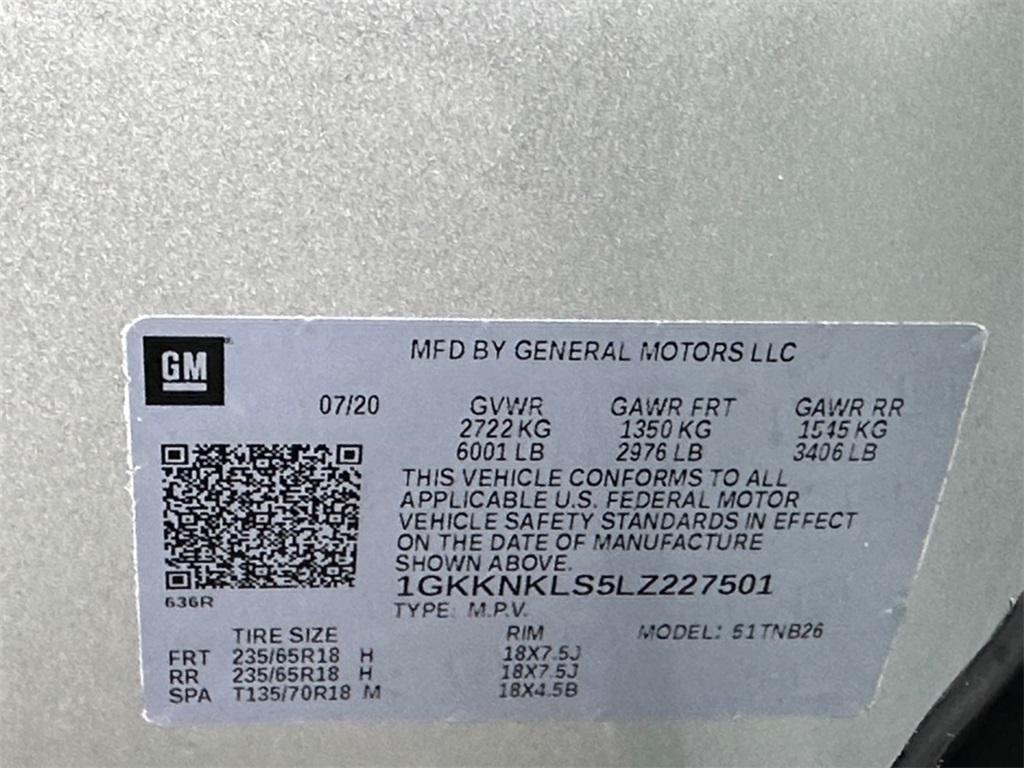 GM
MFD BY GENERAL MOTORS LLC
07/20 GVWR GAWR FRT GAWR RR
2722 KG 1350 KG 1545 KG
6001 LB 2976 LB 3406 LB
THIS VEHICLE CONFORMS TO ALL
APPLICABLE U.S. FEDERAL MOTOR
VEHICLE SAFETY STANDARDS IN EFFECT
ON THE DATE OF MANUFACTURE
SHOWN ABOVE.
1GKKNKLS5LZ227501
636R
TYPE: M.P.V.
TIRE SIZE RIM MODEL: 51TNB26
FRT 235/65R18 H 18X7.5J
RR 235/65R18 H 18X7.5J
SPA T135/70R18 M 18X4.5B